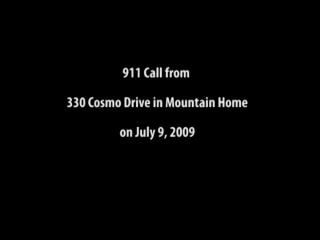 911 Call from
330 Cosmo Drive in Mountain Home
on July 9, 2009